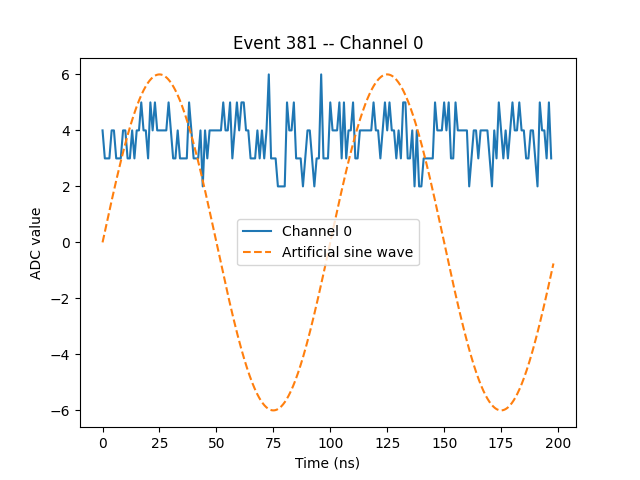 Event 381 -- Channel 0
6
4
2
0
−2
−4
−6
ADC value
Channel 0
Artificial sine wave
0 25 50 75 100 125 150 175 200
Time (ns)